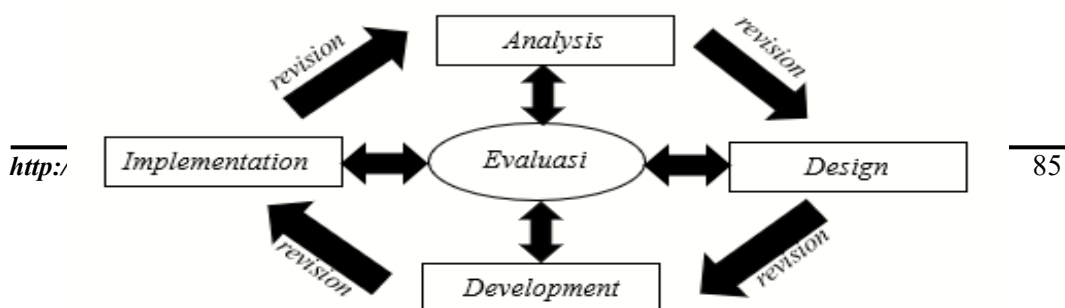 Analysis
revision
revision
Implementation
Evaluasi
Design
http:/
85
revision
revision
Development